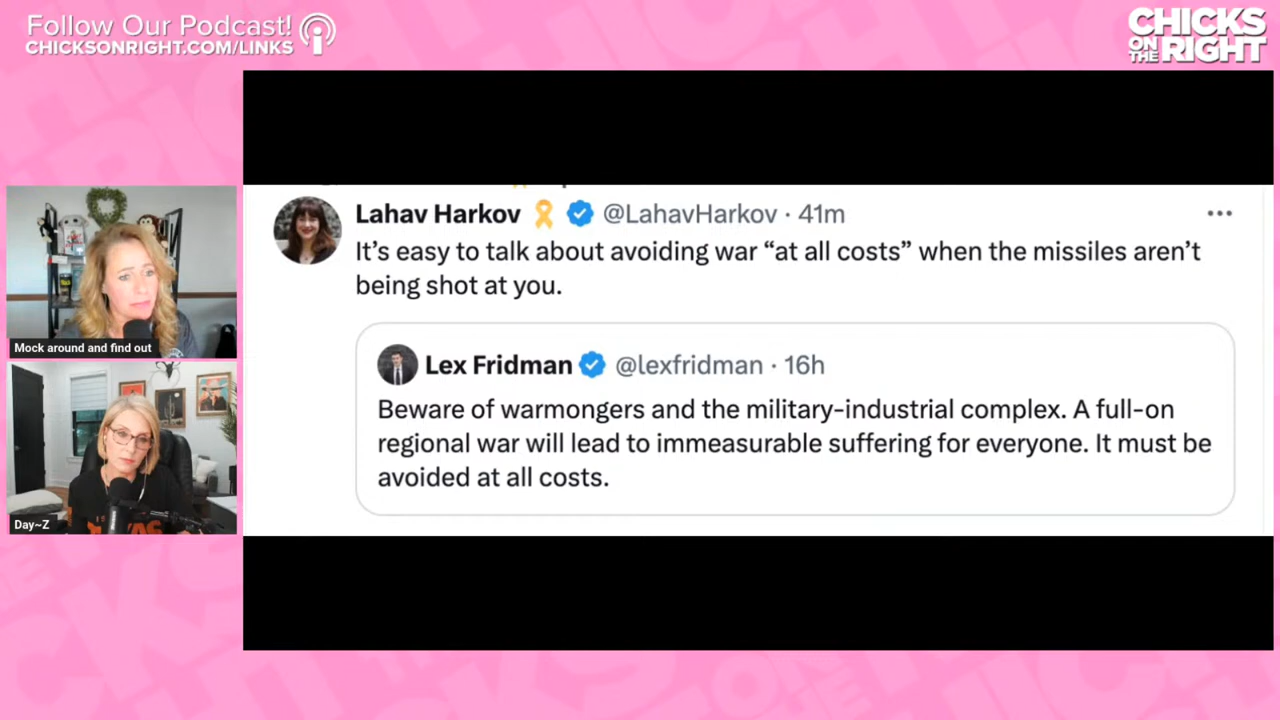 Follow Our Podcast!
CHICKSONRIGHT.COM/LINKS
CHICKS
ON THE RIGHT
Lahav Harkov 🎗️ @LahavHarkov · 41m
It’s easy to talk about avoiding war “at all costs” when the missiles aren’t
being shot at you.
Lex Fridman @lexfridman · 16h
Beware of warmongers and the military-industrial complex. A full-on
regional war will lead to immeasurable suffering for everyone. It must be
avoided at all costs.
Mock around and find out
Day~Z